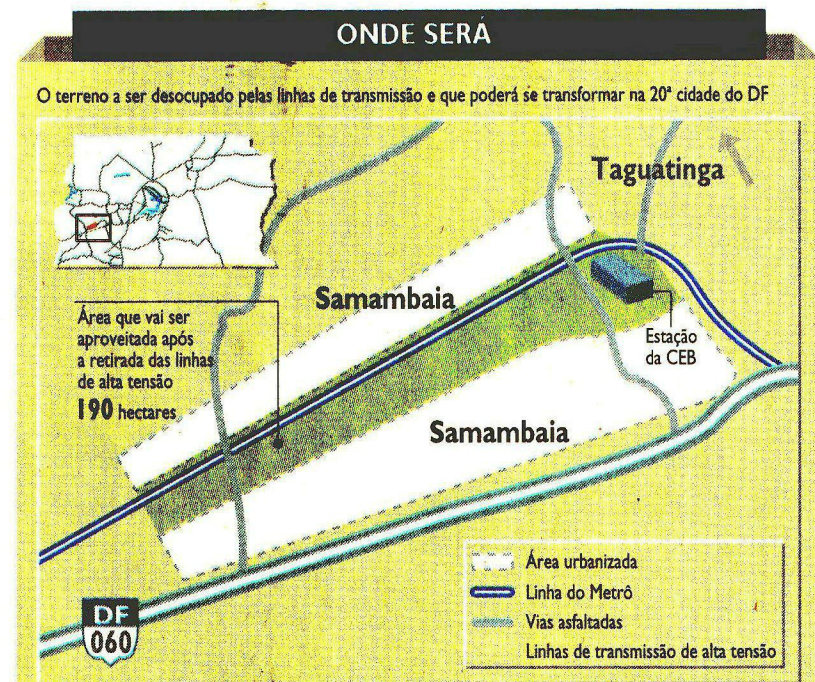 ONDE SERÁ
O terreno a ser desocupado pelas linhas de transmissão e que poderá se transformar na 20ª cidade do DF
Taguatinga
Samambaia
Área que vai ser
aproveitada após
a retirada das linhas
de alta tensão
190 hectares
Estação
da CEB
Samambaia
Área urbanizada
Linha do Metrô
Vias asfaltadas
Linhas de transmissão de alta tensão
DF
060